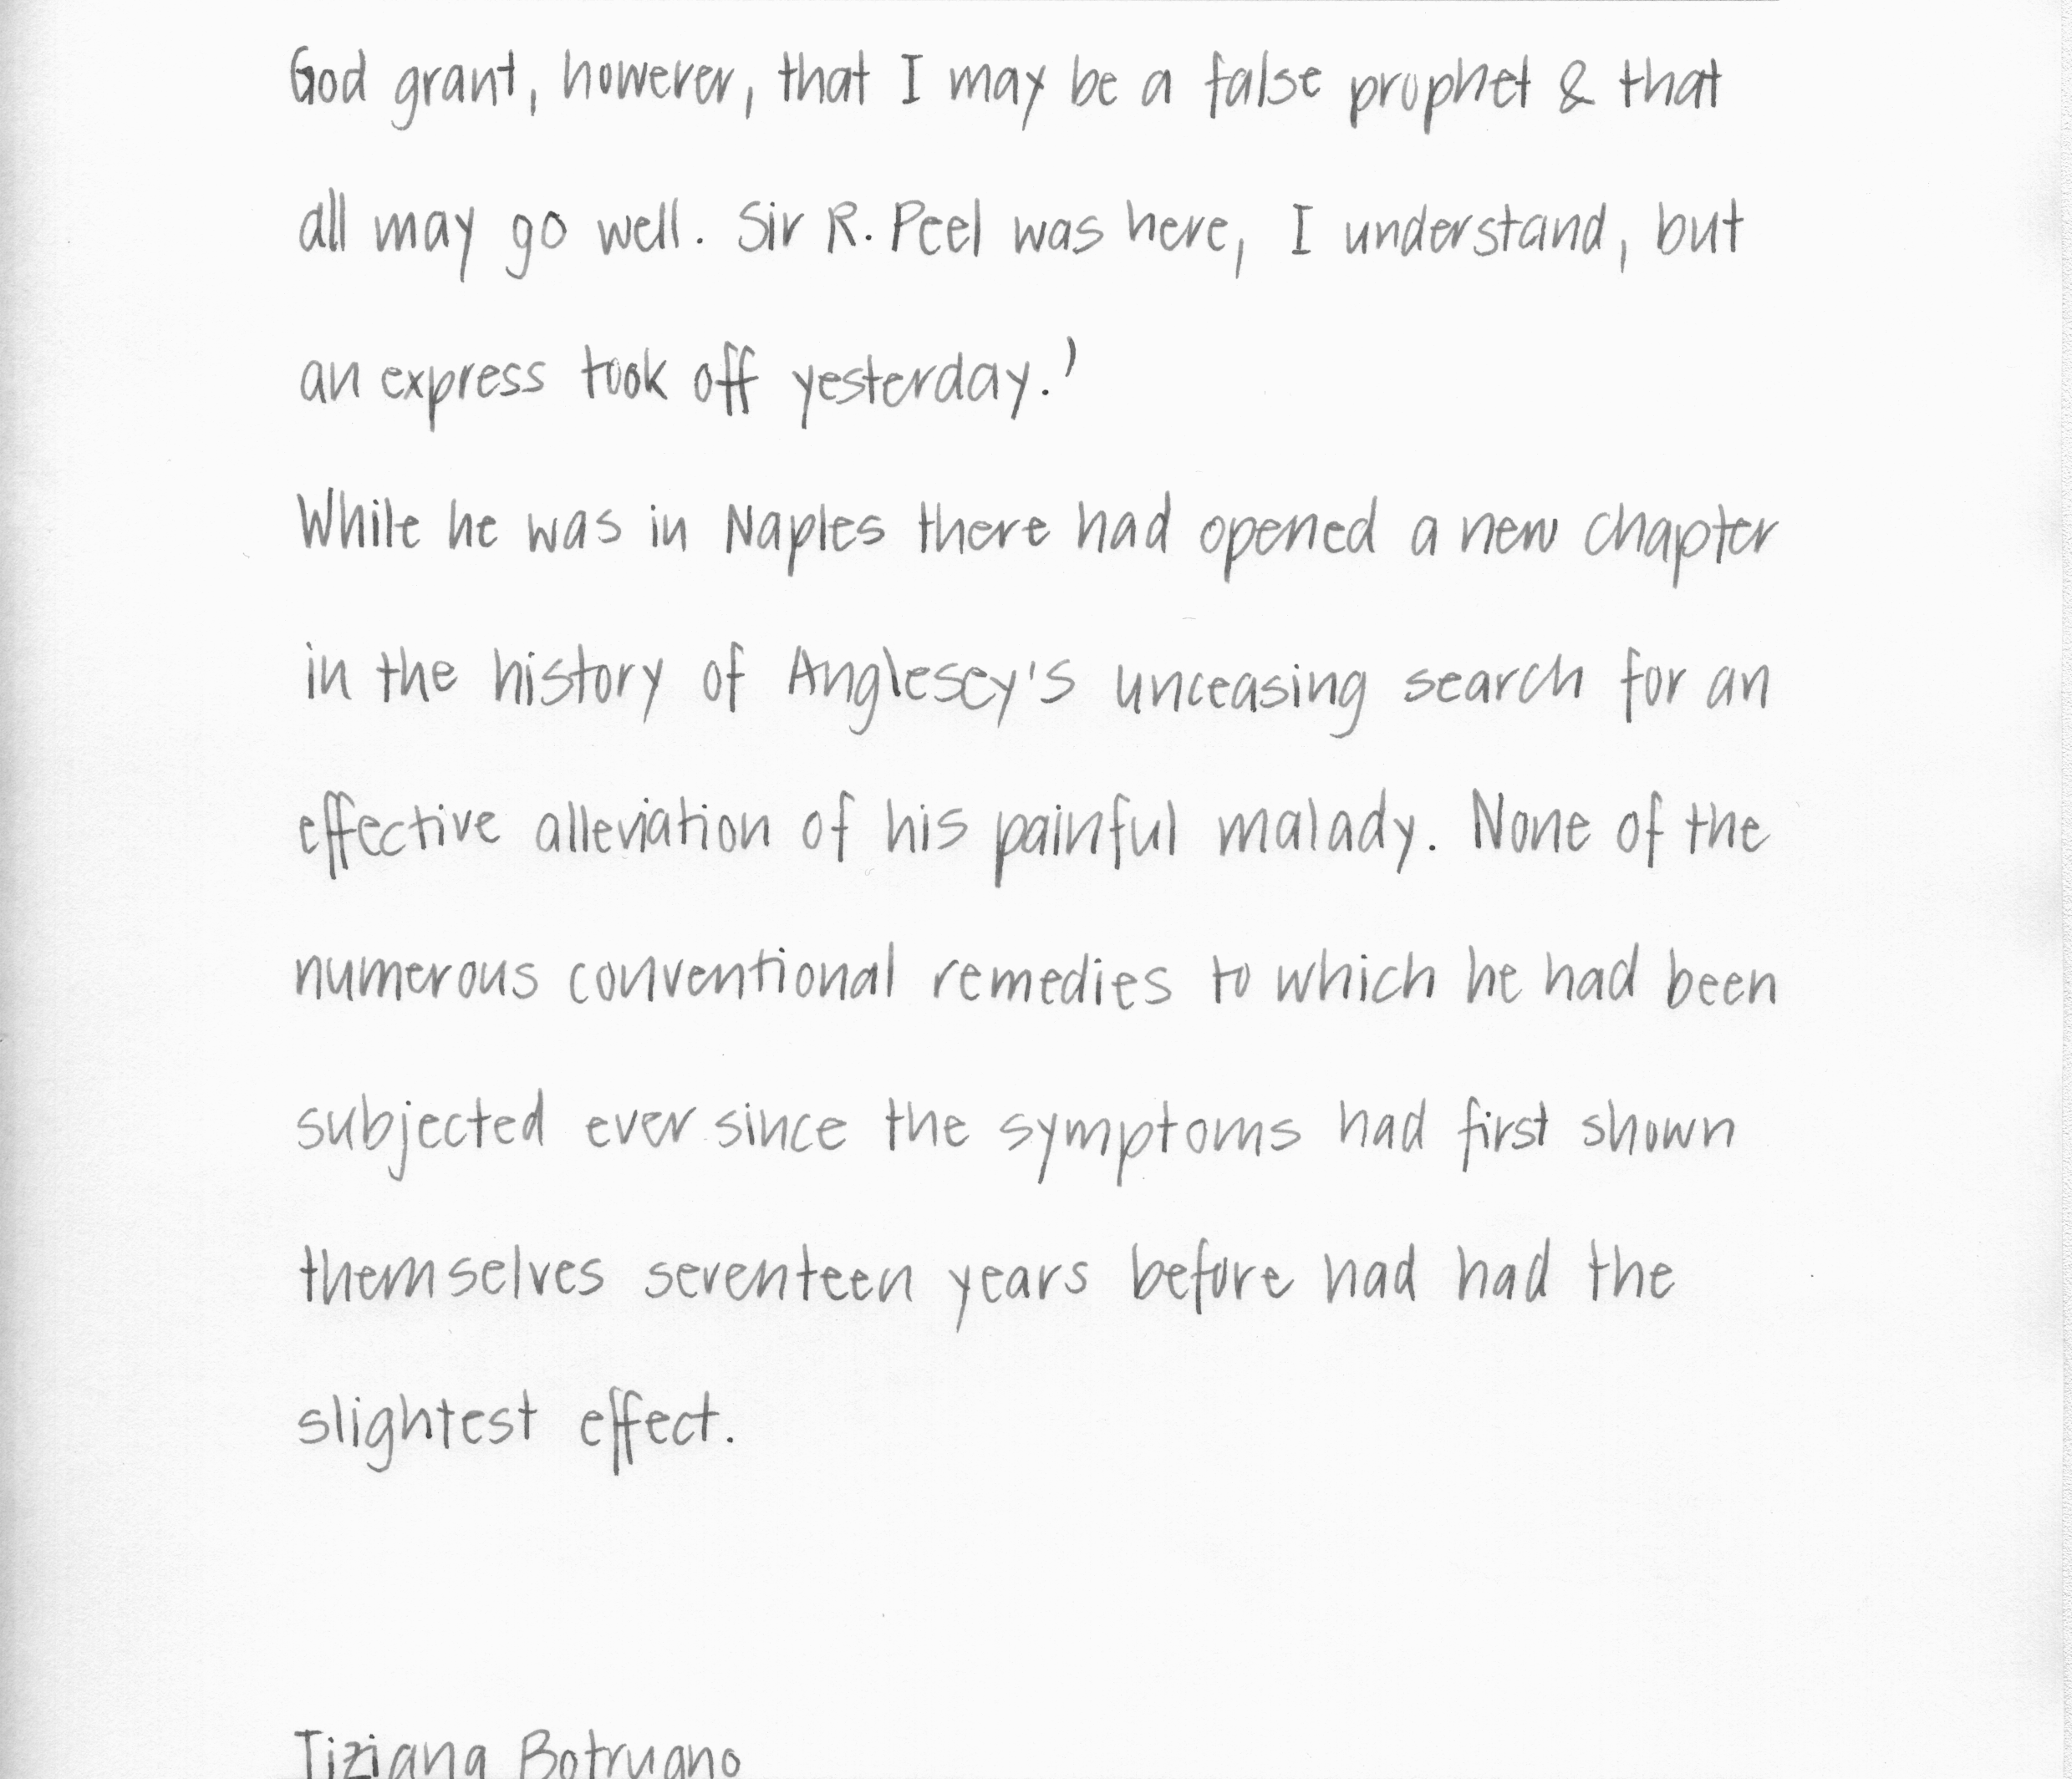 God grant, however, that I may be a false prophet & that
all may go well. Sir R. Peel was here, I understand, but
an express took off yesterday.'
While he was in Naples there had opened a new chapter
in the history of Anglesey's unceasing search for an
effective alleviation of his painful malady. None of the
numerous conventional remedies to which he had been
subjected ever since the symptoms had first shown
themselves seventeen years before had had the
slightest effect.
Tiziana Botrugno